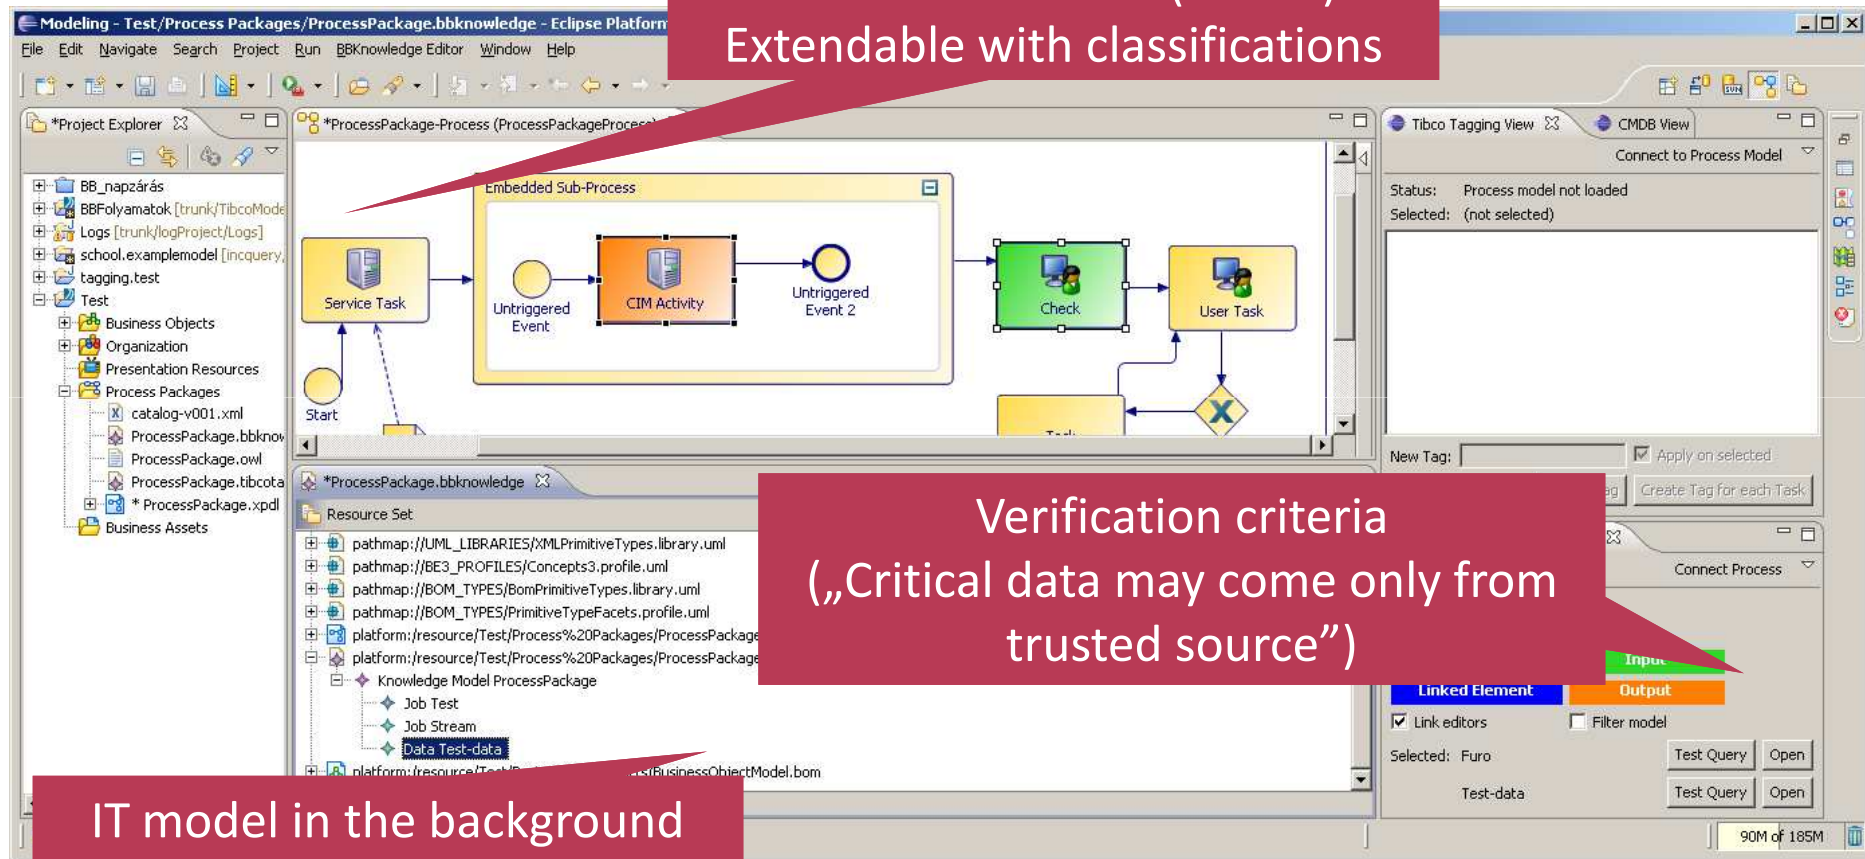 Modeling - Test/Process Packages/ProcessPackage.bbknowledge - Eclipse Platform
Extendable with classifications
File Edit Navigate Search Project Run BBKnowledge Editor Window Help
*Project Explorer
*ProcessPackage-Process (ProcessPackageProcess)
Tibco Tagging View
CMDB View
Connect to Process Model
BB_napzárás
BBFolyamatok [trunk/TibcoMode
Logs [trunk/logProject/Logs]
school.examplemodel [incquery,
tagging.test
Test
Business Objects
Organization
Presentation Resources
Process Packages
catalog-v001.xml
ProcessPackage.bbknow
ProcessPackage.owl
ProcessPackage.tibcota
* ProcessPackage.xpdl
Business Assets
Embedded Sub-Process
Service Task
Untriggered
Event
CIM Activity
Untriggered
Event 2
Check
User Task
Start
Task
Status: Process model not loaded
Selected: (not selected)
New Tag:
Apply on selected
Create Tag for each Task
*ProcessPackage.bbknowledge
Resource Set
pathmap://UML_LIBRARIES/XMLPrimitiveTypes.library.uml
pathmap://BE3_PROFILES/Concepts3.profile.uml
pathmap://BOM_TYPES/BomPrimitiveTypes.library.uml
pathmap://BOM_TYPES/PrimitiveTypeFacets.profile.uml
platform:/resource/Test/Process%20Packages/ProcessPackage
platform:/resource/Test/Process%20Packages/ProcessPackage
Knowledge Model ProcessPackage
Job Test
Job Stream
Data Test-data
BusinessObjectModel.bom
Verification criteria
(„Critical data may come only from
trusted source”)
Connect Process
Input
Linked Element
Output
Link editors
Filter model
Selected: Furo
Test Query
Open
Test-data
Test Query
Open
IT model in the background
90M of 185M